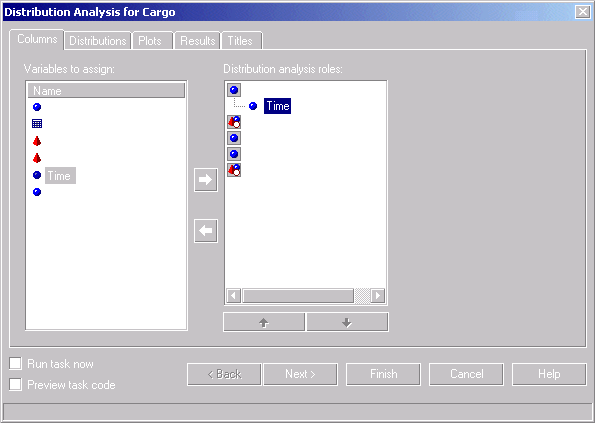 Distribution Analysis for Cargo
Columns Distributions Plots Results Titles
Variables to assign:
Distribution analysis roles:
Name
Time
Time
Run task now
Preview task code
< Back Next > Finish Cancel Help